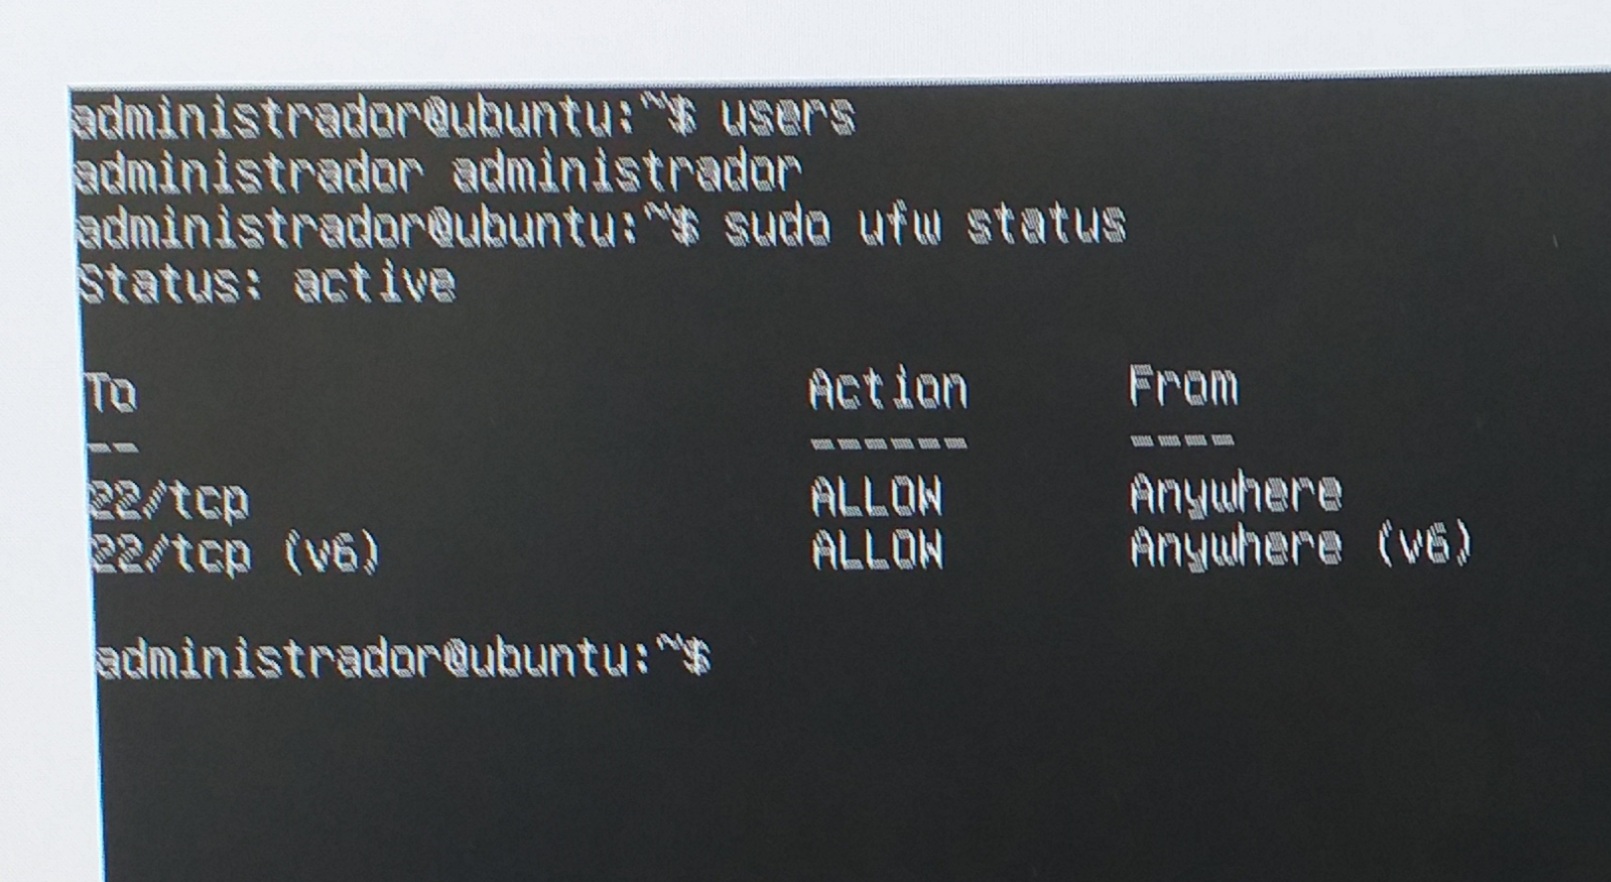 administrador@ubuntu:~$ users
administrador administrador
administrador@ubuntu:~$ sudo ufw status
Status: active
To Action From
-- ------ ----
22/tcp ALLOW Anywhere
22/tcp (v6) ALLOW Anywhere (v6)
administrador@ubuntu:~$